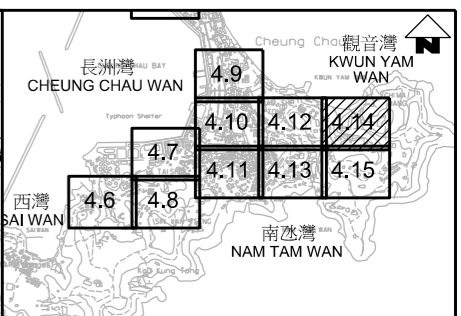 Cheung Chau
觀音灣
KWUN YAM
WAN
N
長洲灣
CHEUNG CHAU WAN
4.9
Typhoon Shelter
4.10
4.12
4.14
4.7
4.11
4.13
4.15
西灣
SAI WAN
4.6
4.8
南氹灣
NAM TAM WAN